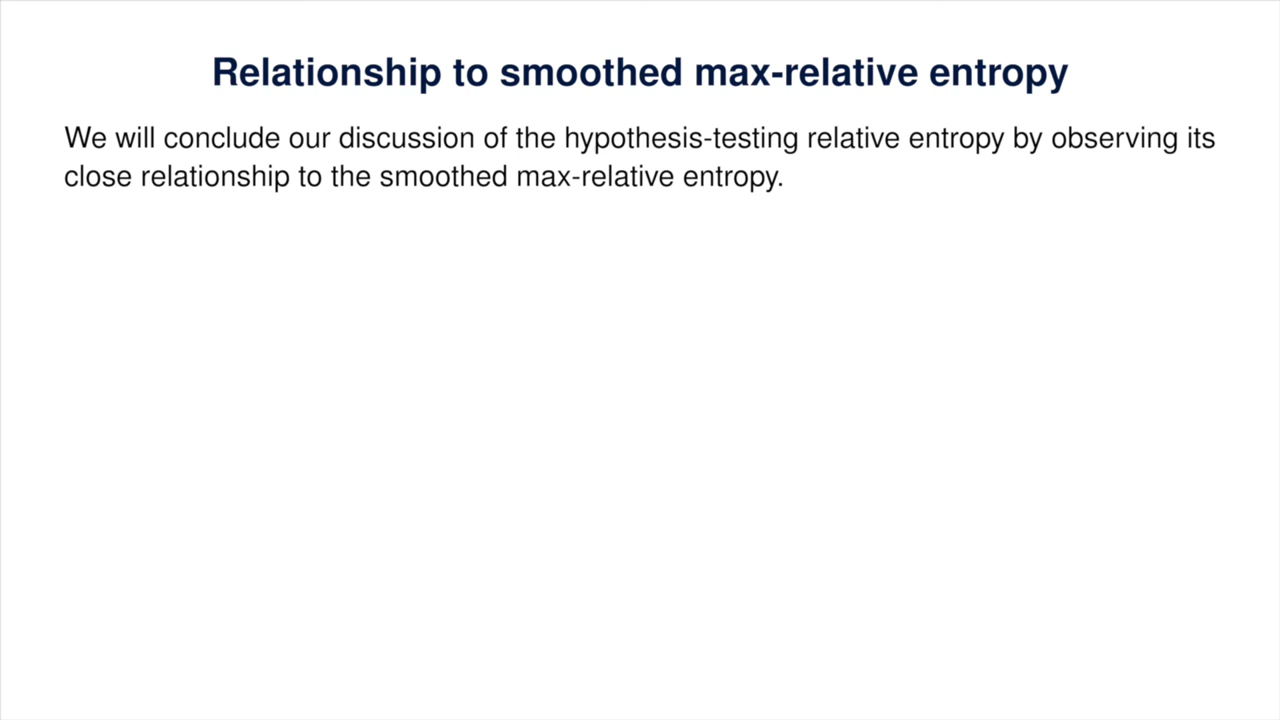 Relationship to smoothed max-relative entropy
We will conclude our discussion of the hypothesis-testing relative entropy by observing its
close relationship to the smoothed max-relative entropy.